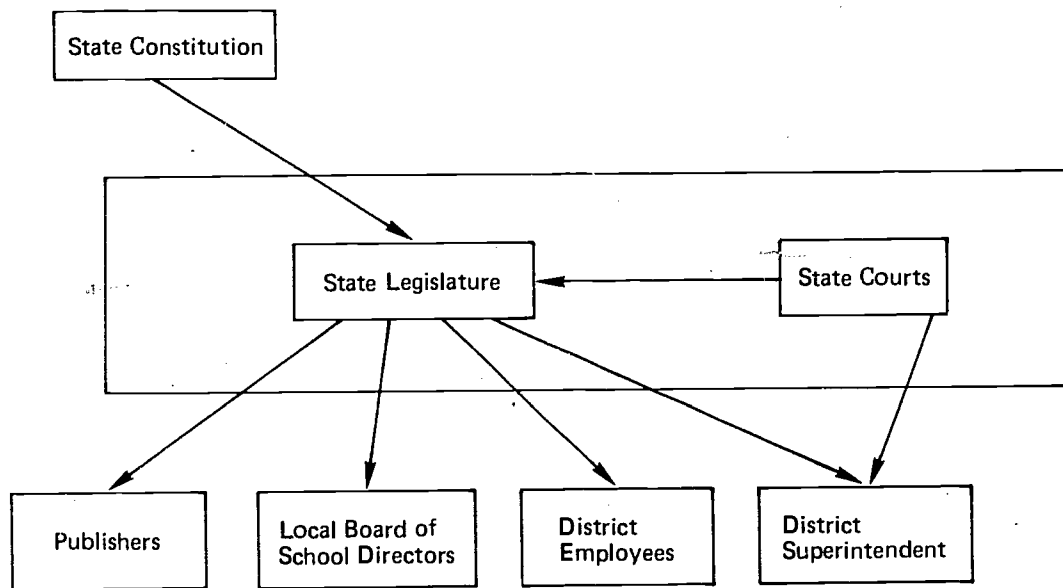 State Constitution
State Legislature
State Courts
Publishers
Local Board of
School Directors
District
Employees
District
Superintendent